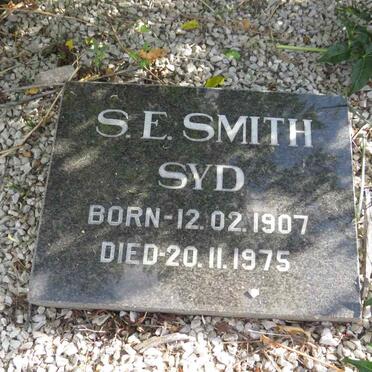 S.E. SMITH
SYD
BORN-12.02.1907
DIED-20.11.1975